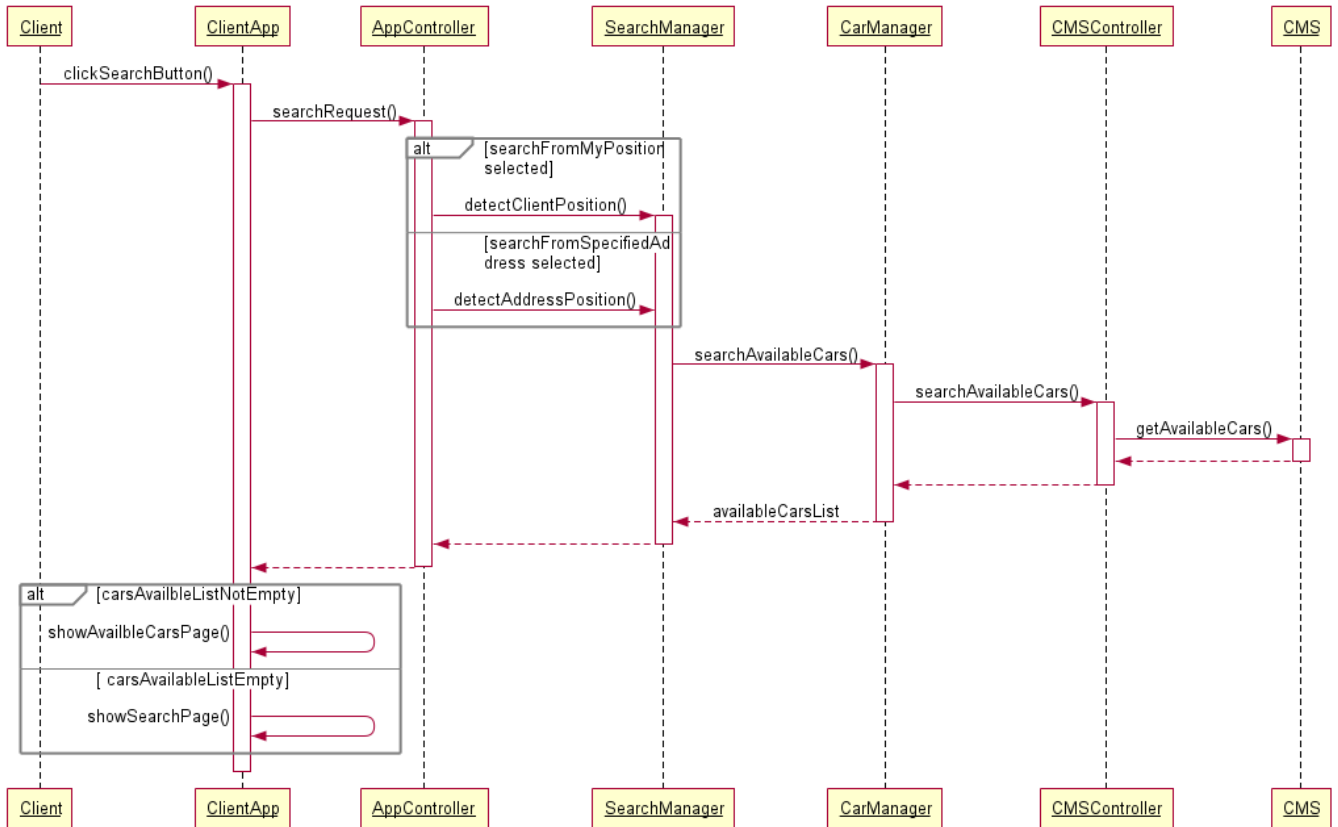 Client ClientApp AppController SearchManager CarManager CMSController CMS
clickSearchButton()
searchRequest()
alt [searchFromMyPosition
selected]
detectClientPosition()
[searchFromSpecifiedAd
dress selected]
detectAddressPosition()
searchAvailableCars()
searchAvailableCars()
getAvailableCars()
availableCarsList
alt [carsAvailbleListNotEmpty]
showAvailbleCarsPage()
[ carsAvailableListEmpty]
showSearchPage()
Client ClientApp AppController SearchManager CarManager CMSController CMS